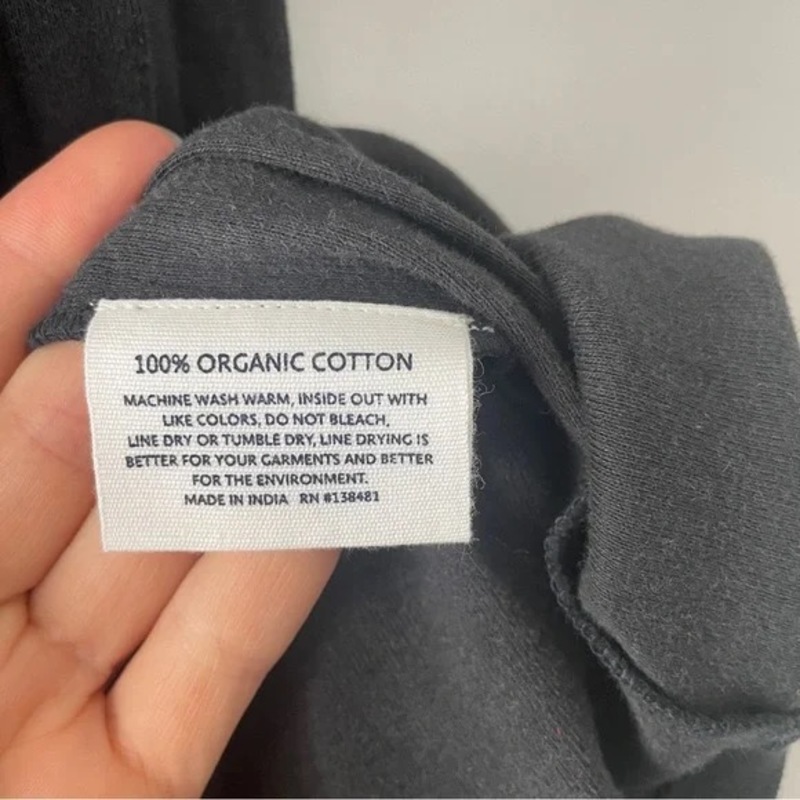 100% ORGANIC COTTON
MACHINE WASH WARM, INSIDE OUT WITH
LIKE COLORS, DO NOT BLEACH,
LINE DRY OR TUMBLE DRY, LINE DRYING IS
BETTER FOR YOUR GARMENTS AND BETTER
FOR THE ENVIRONMENT.
MADE IN INDIA RN #138481